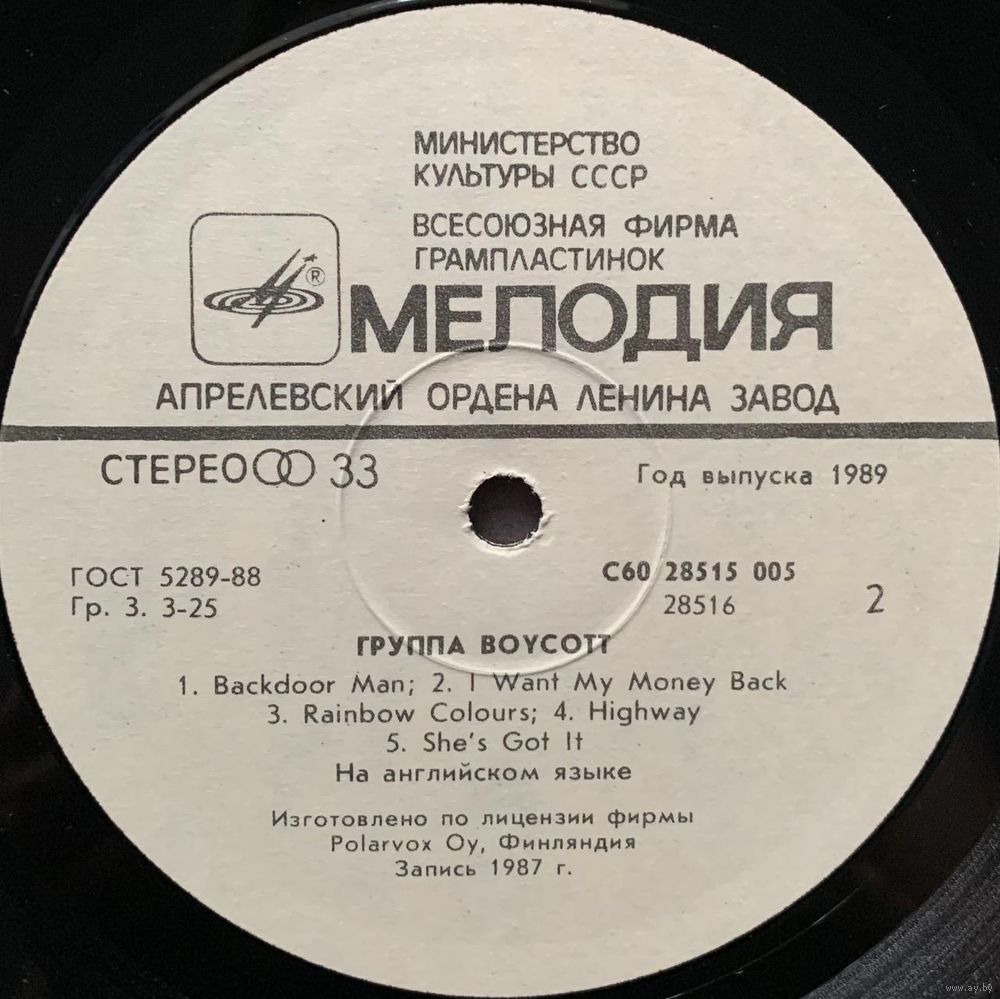 МИНИСТЕРСТВО
КУЛЬТУРЫ СССР
ВСЕСОЮЗНАЯ ФИРМА
ГРАМПЛАСТИНОК
®
МЕЛОДИЯ
АПРЕЛЕВСКИЙ ОРДЕНА ЛЕНИНА ЗАВОД
СТЕРЕО 33
Год выпуска 1989
ГОСТ 5289-88
Гр. 3. 3-25
С60 28515 005
28516
2
ГРУППА BOYCOTT
1. Backdoor Man; 2. I Want My Money Back
3. Rainbow Colours; 4. Highway
5. She's Got It
На английском языке
Изготовлено по лицензии фирмы
Polarvox Oy, Финляндия
Запись 1987 г.
www.ay.by